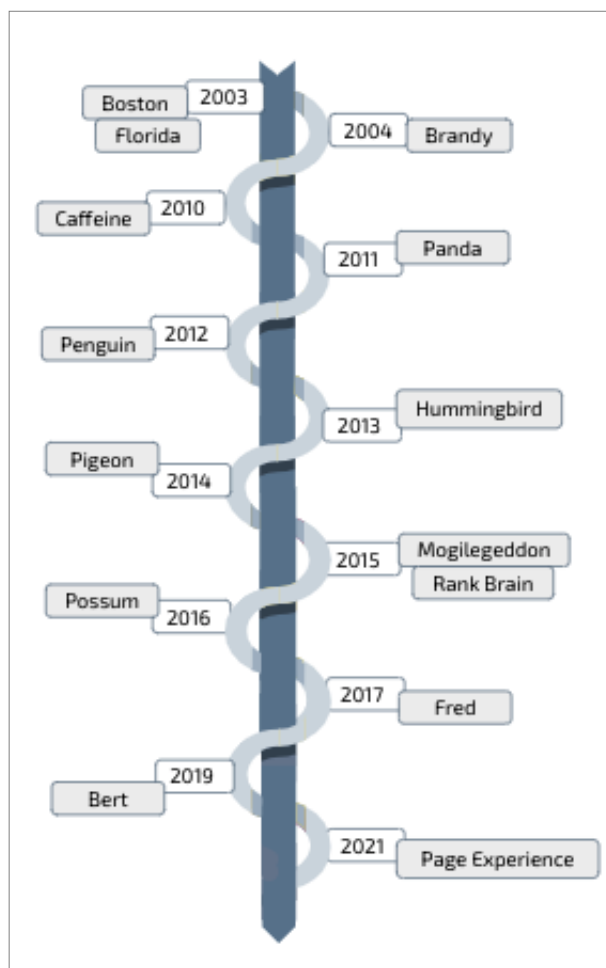 2003
Boston
Florida
2004
Brandy
2010
Caffeine
2011
Panda
2012
Penguin
2013
Hummingbird
2014
Pigeon
2015
Mogilegeddon
Rank Brain
2016
Possum
2017
Fred
2019
Bert
2021
Page Experience